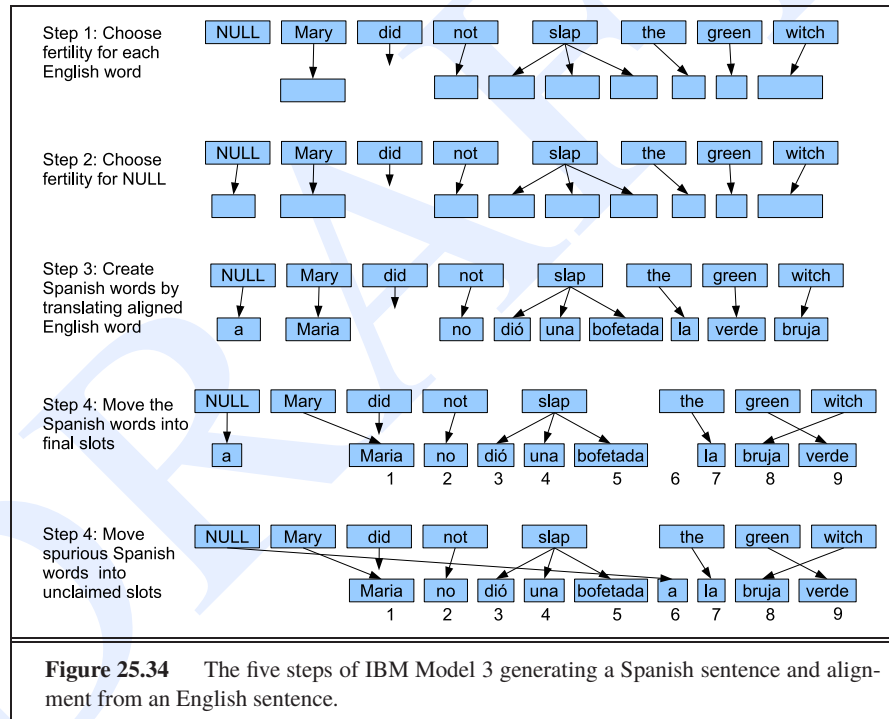 Step 1: Choose
fertility for each
English word
NULL Mary did not slap the green witch
Step 2: Choose
fertility for NULL
NULL Mary did not slap the green witch
Step 3: Create
Spanish words by
translating aligned
English word
NULL Mary did not slap the green witch
a Maria no dió una bofetada la verde bruja
Step 4: Move the
Spanish words into
final slots
NULL Mary did not slap the green witch
a Maria no dió una bofetada la bruja verde
1 2 3 4 5 6 7 8 9
Step 4: Move
spurious Spanish
words into
unclaimed slots
NULL Mary did not slap the green witch
Maria no dió una bofetada a la bruja verde
1 2 3 4 5 6 7 8 9
Figure 25.34 The five steps of IBM Model 3 generating a Spanish sentence and align-
ment from an English sentence.
DRAF